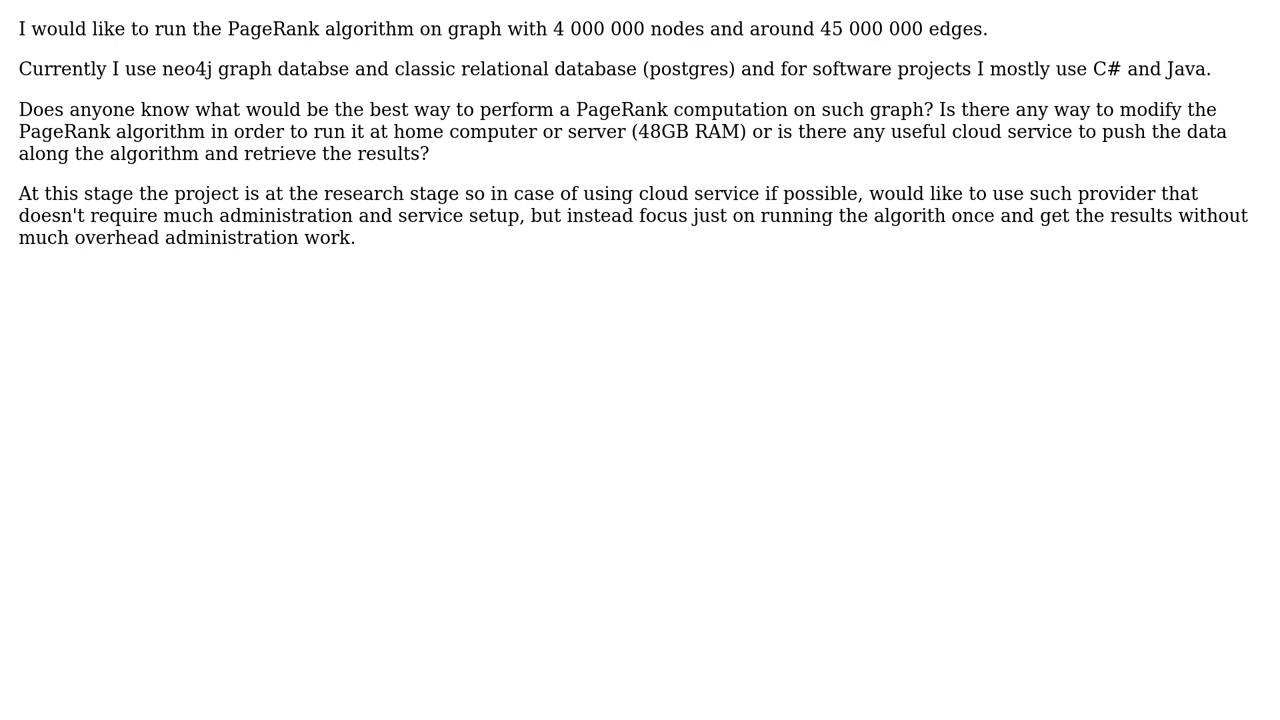 I would like to run the PageRank algorithm on graph with 4 000 000 nodes and around 45 000 000 edges.
Currently I use neo4j graph databse and classic relational database (postgres) and for software projects I mostly use C# and Java.
Does anyone know what would be the best way to perform a PageRank computation on such graph? Is there any way to modify the
PageRank algorithm in order to run it at home computer or server (48GB RAM) or is there any useful cloud service to push the data
along the algorithm and retrieve the results?
At this stage the project is at the research stage so in case of using cloud service if possible, would like to use such provider that
doesn't require much administration and service setup, but instead focus just on running the algorith once and get the results without
much overhead administration work.